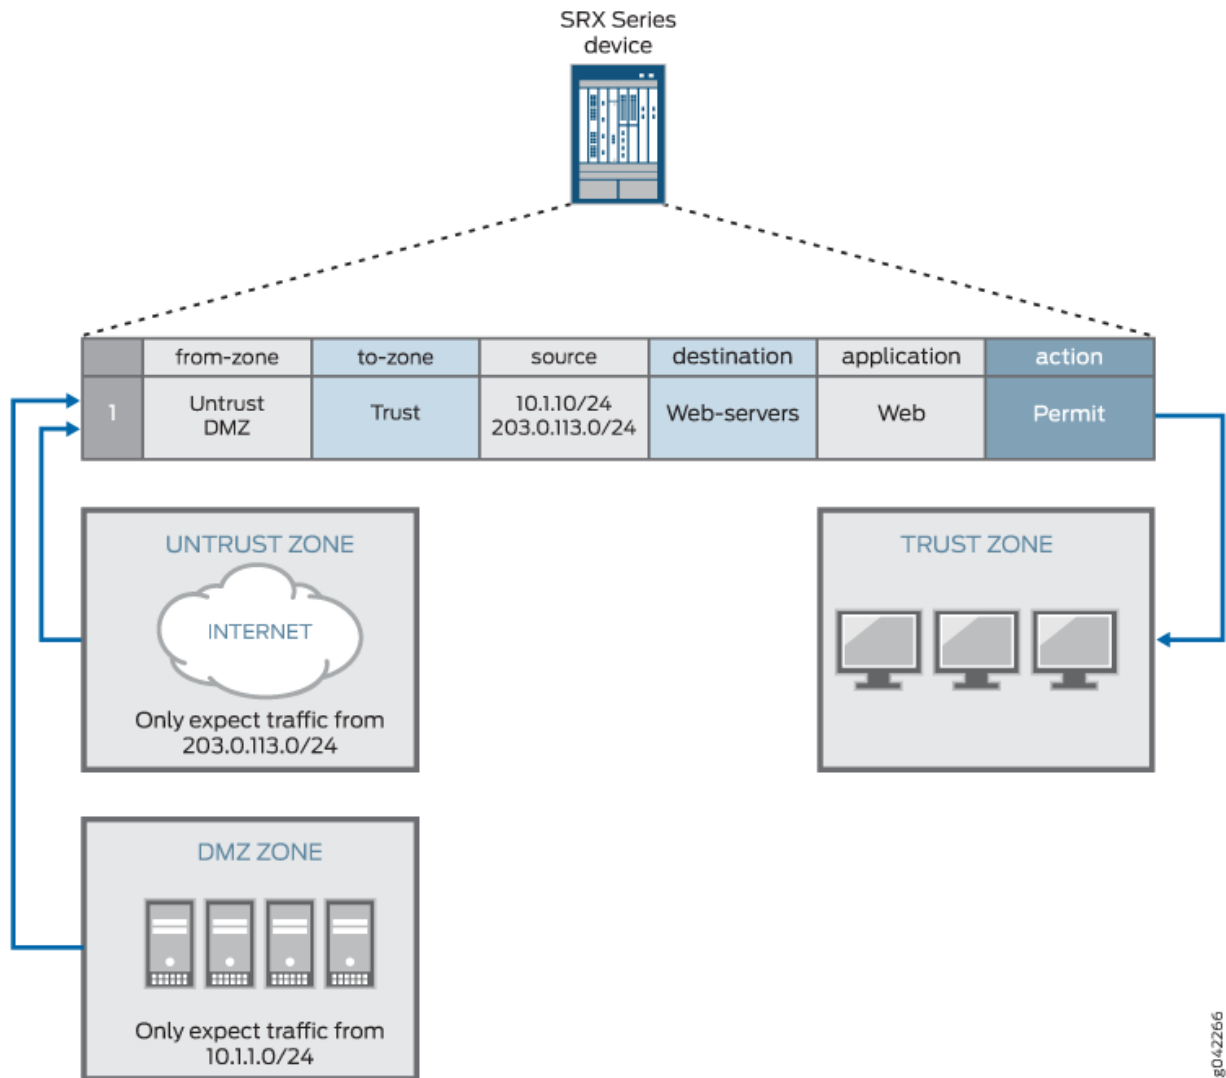 SRX Series
device
from-zone to-zone source destination application action
1 Untrust
DMZ Trust 10.1.10/24
203.0.113.0/24 Web-servers Web Permit
UNTRUST ZONE
INTERNET
Only expect traffic from
203.0.113.0/24
TRUST ZONE
DMZ ZONE
Only expect traffic from
10.1.1.0/24
g042266